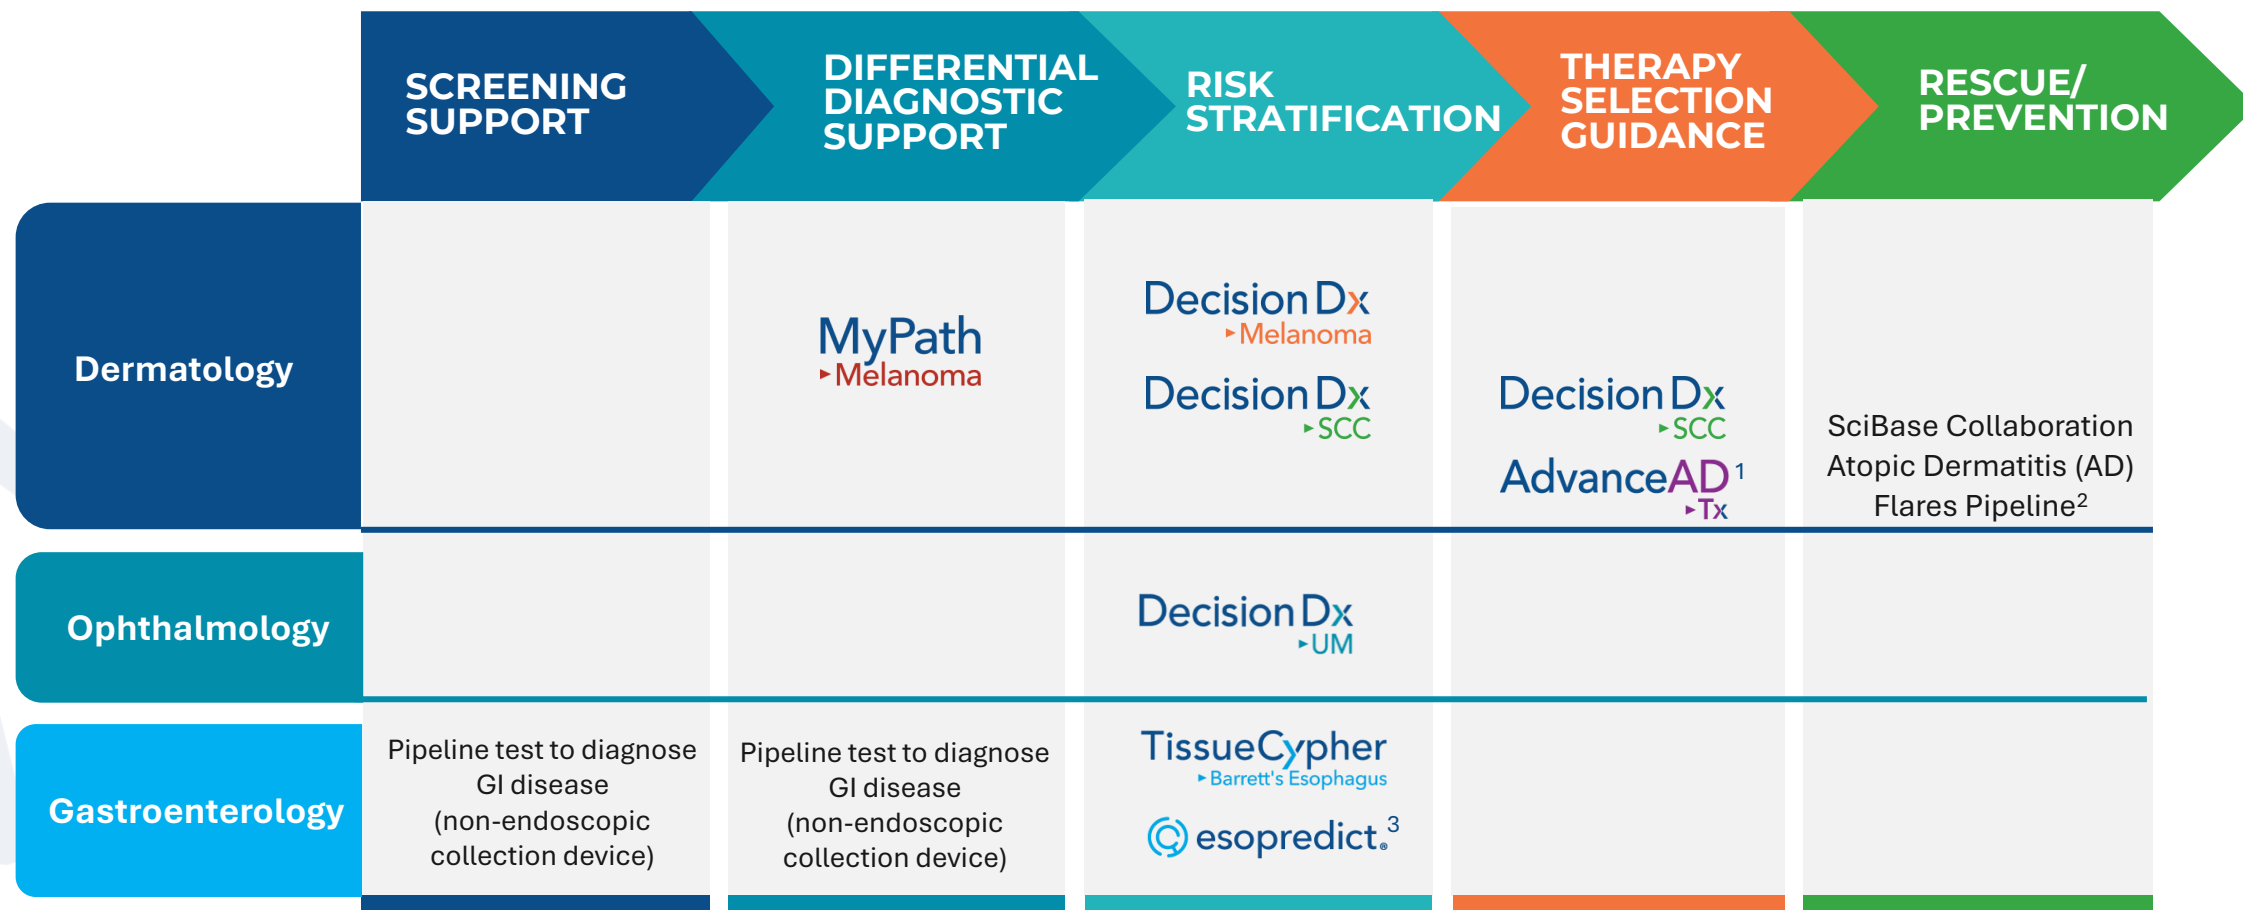 SCREENING
SUPPORT
DIFFERENTIAL
DIAGNOSTIC
SUPPORT
RISK
STRATIFICATION
THERAPY
SELECTION
GUIDANCE
RESCUE/
PREVENTION
Dermatology
MyPath
Melanoma
DecisionDx
Melanoma
DecisionDx
SCC
DecisionDx
SCC
AdvanceAD¹
Tx
SciBase Collaboration
Atopic Dermatitis (AD)
Flares Pipeline²
Ophthalmology
DecisionDx
UM
Gastroenterology
Pipeline test to diagnose
GI disease
(non-endoscopic
collection device)
Pipeline test to diagnose
GI disease
(non-endoscopic
collection device)
TissueCypher
Barrett's Esophagus
esopredict.®³